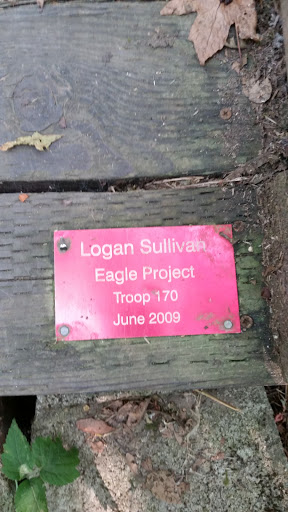 Logan Sullivan
Eagle Project
Troop 170
June 2009